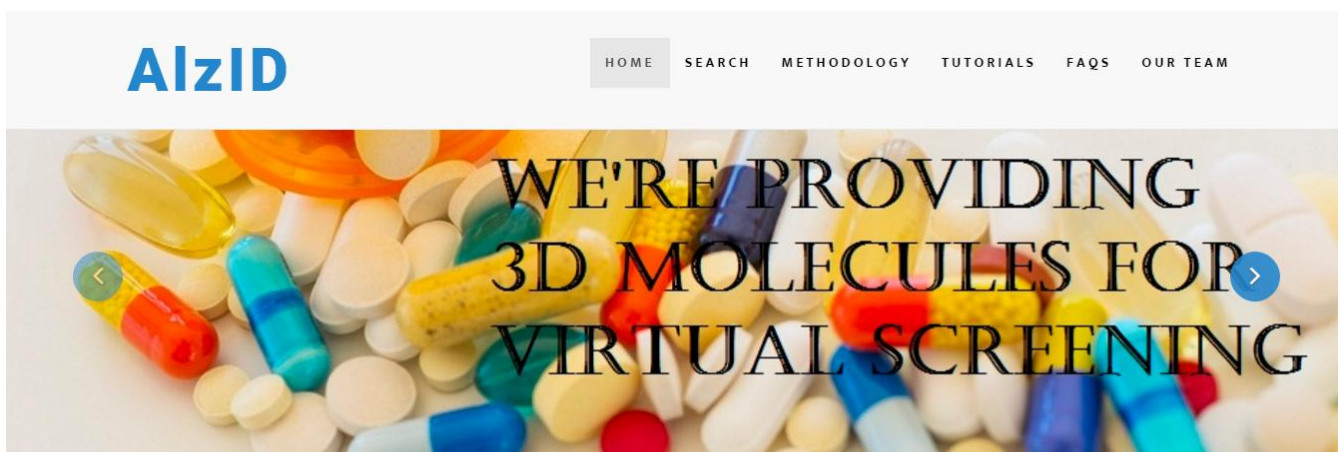 AlzID
HOME SEARCH METHODOLOGY TUTORIALS FAQS OUR TEAM
WE'RE PROVIDING
3D MOLECULES FOR
VIRTUAL SCREENING